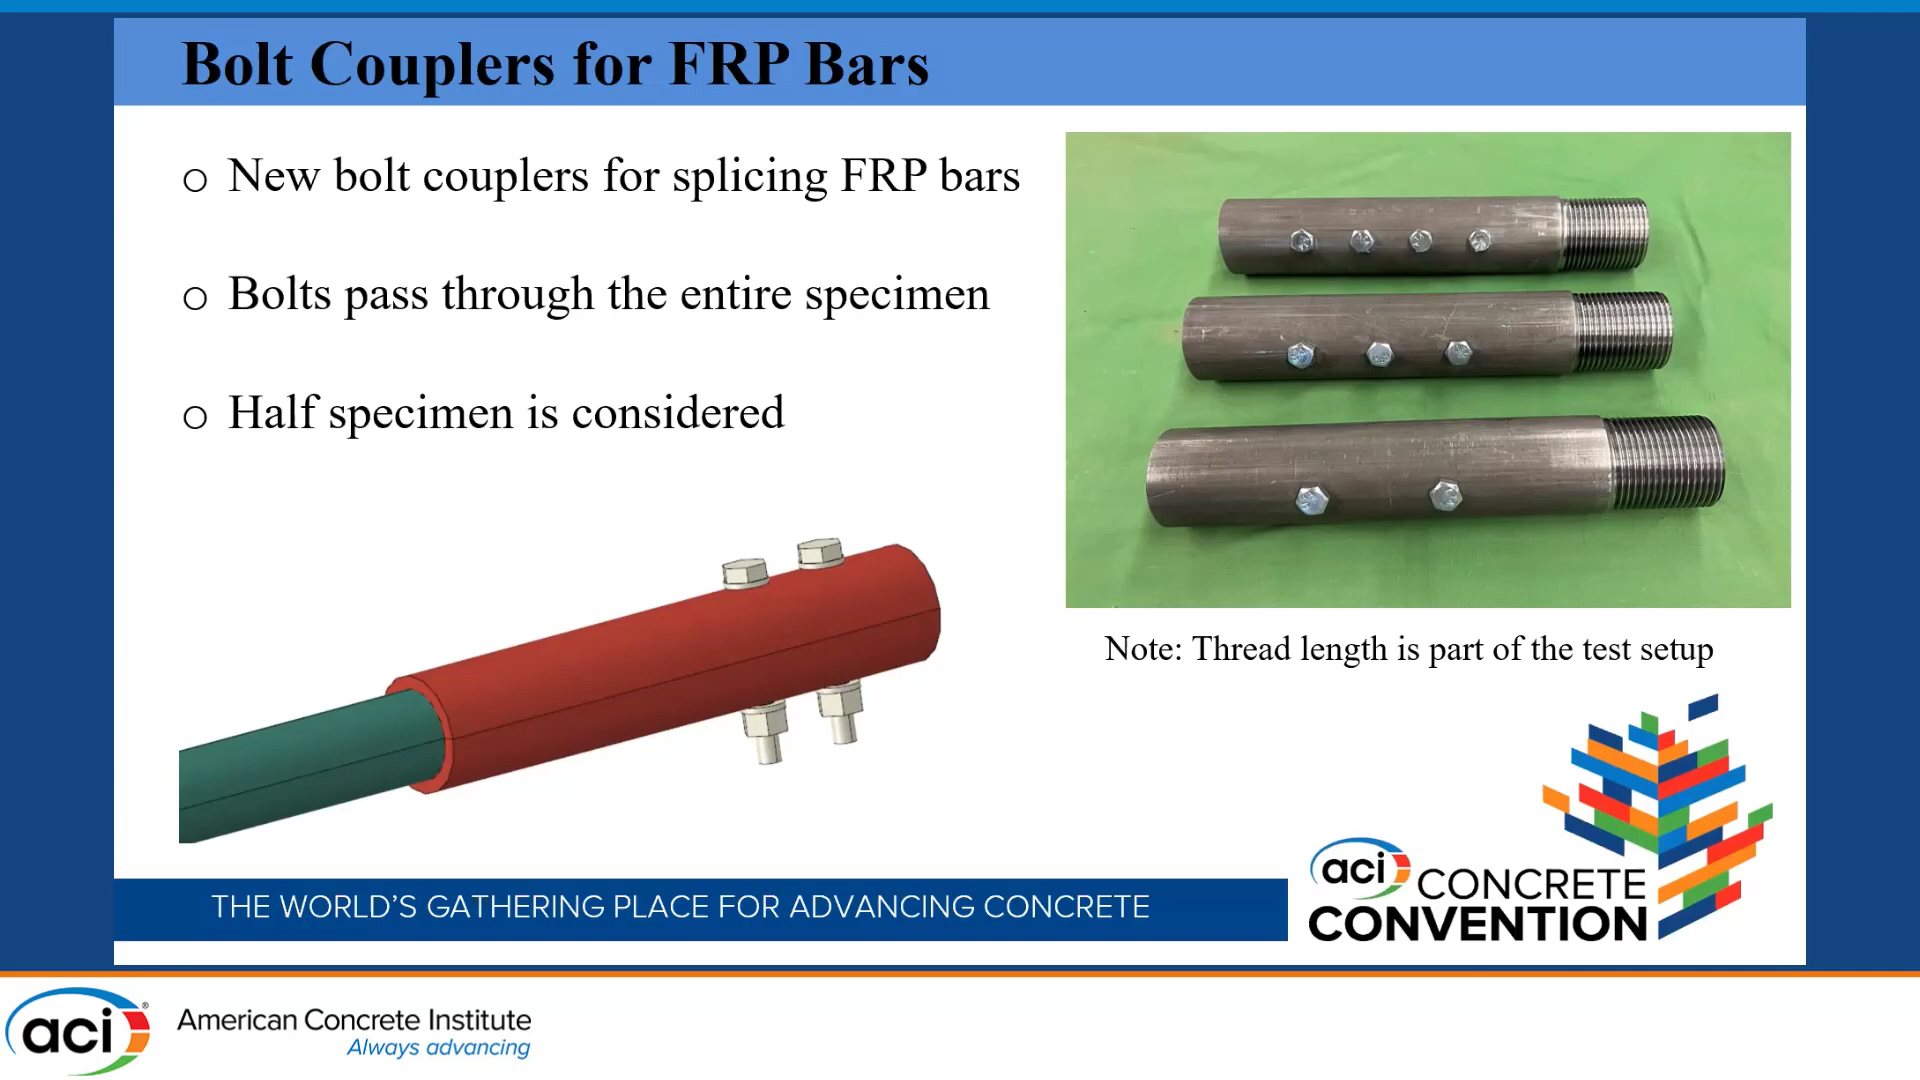 Bolt Couplers for FRP Bars
o New bolt couplers for splicing FRP bars
o Bolts pass through the entire specimen
o Half specimen is considered
Note: Thread length is part of the test setup
THE WORLD'S GATHERING PLACE FOR ADVANCING CONCRETE
aci CONCRETE
CONVENTION
aci® American Concrete Institute
Always advancing